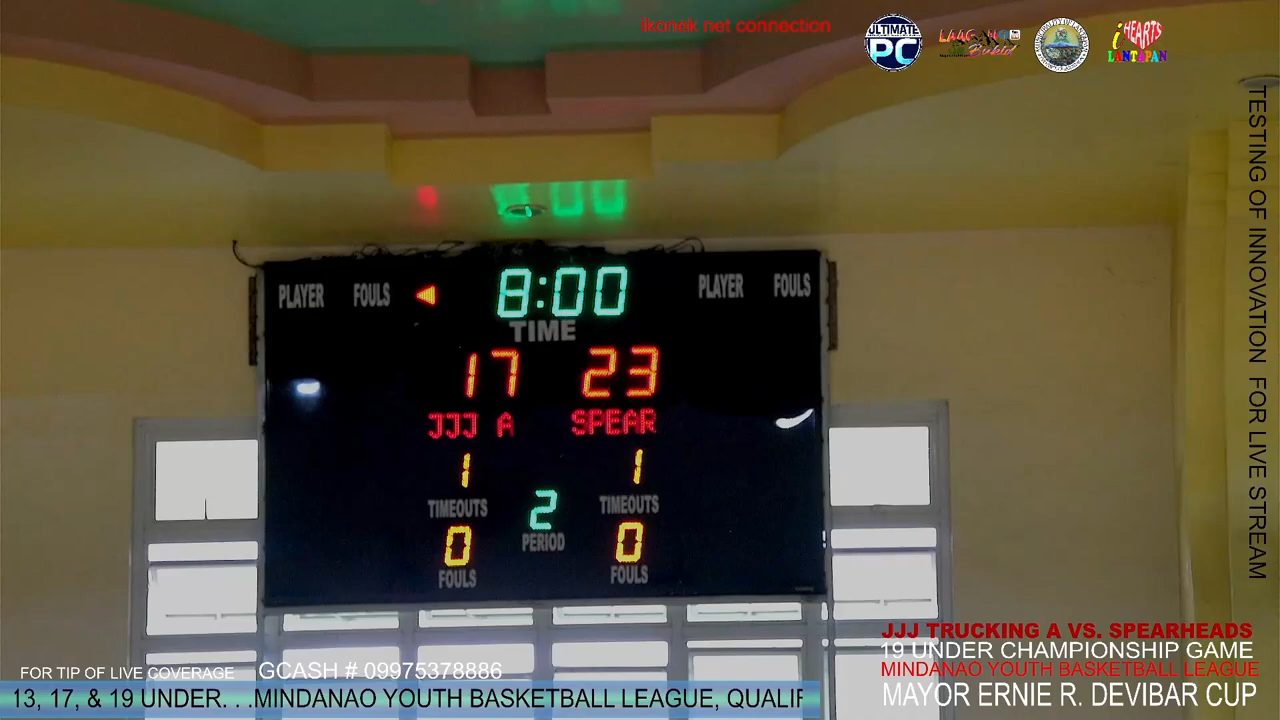 Ikonek net connection
ULTIMATE
PC
i HEARTS
LANTAPAN
TESTING OF INNOVATION FOR LIVE STREAM
PLAYER FOULS 8:00 PLAYER FOULS
TIME
17 23
JJJ A SPEAR
1 1
TIMEOUTS 2 TIMEOUTS
PERIOD
0 0
FOULS FOULS
JJJ TRUCKING A VS. SPEARHEADS
19 UNDER CHAMPIONSHIP GAME
MINDANAO YOUTH BASKETBALL LEAGUE
MAYOR ERNIE R. DEVIBAR CUP
FOR TIP OF LIVE COVERAGE GCASH # 09975378886
13, 17, & 19 UNDER. . .MINDANAO YOUTH BASKETBALL LEAGUE, QUALIF